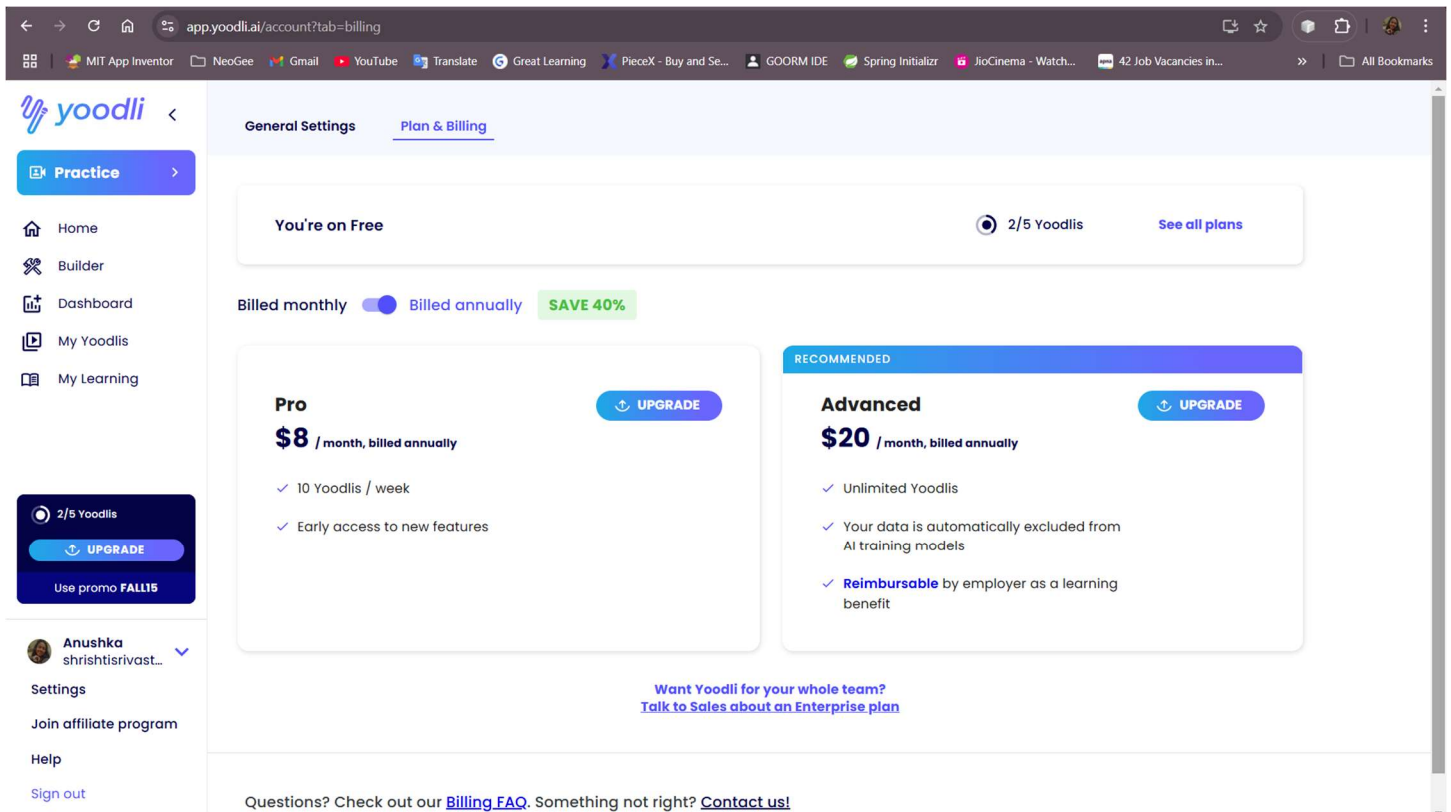 app.yoodli.ai/account?tab=billing
MIT App Inventor
NeoGee
Gmail
YouTube
Translate
Great Learning
PieceX - Buy and Se...
GOORM IDE
Spring Initializr
JioCinema - Watch...
42 Job Vacancies in...
»
All Bookmarks
yoodli
Practice
Home
Builder
Dashboard
My Yoodlis
My Learning
2/5 Yoodlis
UPGRADE
Use promo FALL15
Anushka
shrishtisrivast...
Settings
Join affiliate program
Help
Sign out
General Settings
Plan & Billing
You're on Free
2/5 Yoodlis
See all plans
Billed monthly
Billed annually
SAVE 40%
Pro
UPGRADE
$8 / month, billed annually
10 Yoodlis / week
Early access to new features
RECOMMENDED
Advanced
UPGRADE
$20 / month, billed annually
Unlimited Yoodlis
Your data is automatically excluded from
AI training models
Reimbursable by employer as a learning
benefit
Want Yoodli for your whole team?
Talk to Sales about an Enterprise plan
Questions? Check out our Billing FAQ. Something not right? Contact us!